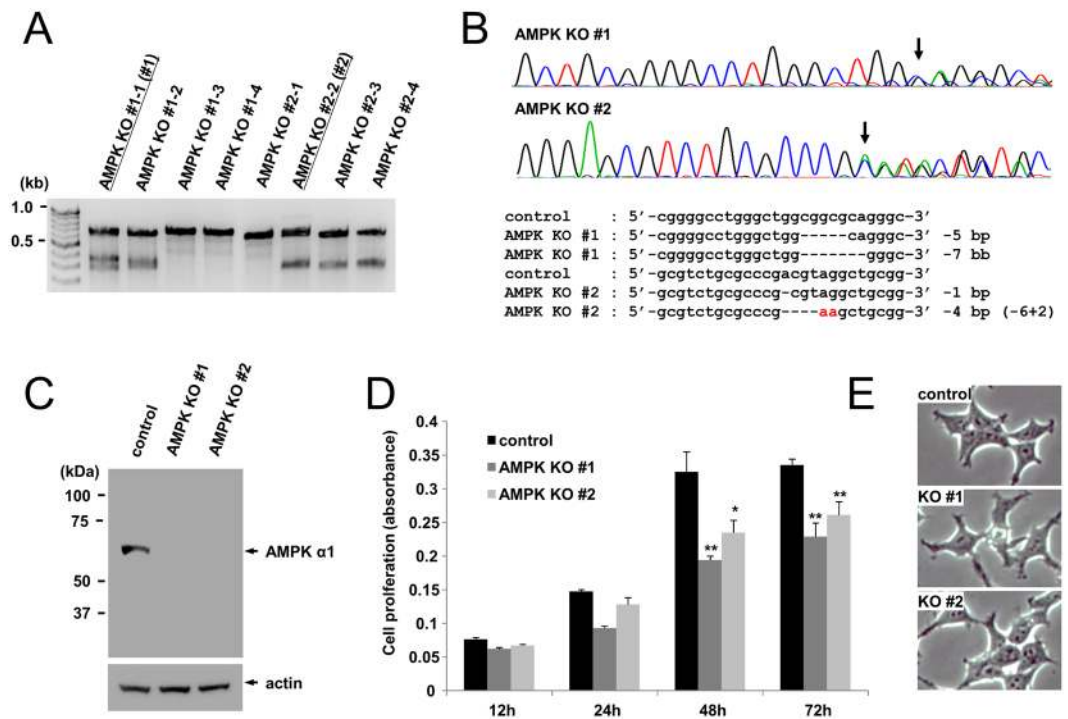 A
AMPK KO #1-1 (#1)
AMPK KO #1-2
AMPK KO #1-3
AMPK KO #1-4
AMPK KO #2-1
AMPK KO #2-2 (#2)
AMPK KO #2-3
AMPK KO #2-4
(kb)
1.0
0.5
B
AMPK KO #1
AMPK KO #2
control : 5′-cggggcctgggctggcggcgcagggc-3′
AMPK KO #1 : 5′-cggggcctgggctgg-----cagggc-3′ -5 bp
AMPK KO #1 : 5′-cggggcctgggctgg-------gggc-3′ -7 bb
control : 5′-gcgtctgcgcccgacgtaggctgcgg-3′
AMPK KO #2 : 5′-gcgtctgcgcccg-cgtaggctgcgg-3′ -1 bp
AMPK KO #2 : 5′-gcgtctgcgcccg----aagctgcgg-3′ -4 bp (-6+2)
C
control
AMPK KO #1
AMPK KO #2
(kDa)
100
75
50
37
AMPK α1
actin
D
Cell proliferation (absorbance)
0.4
0.35
0.3
0.25
0.2
0.15
0.1
0.05
0
control
AMPK KO #1
AMPK KO #2
** *
** **
12h 24h 48h 72h
E
control
KO #1
KO #2